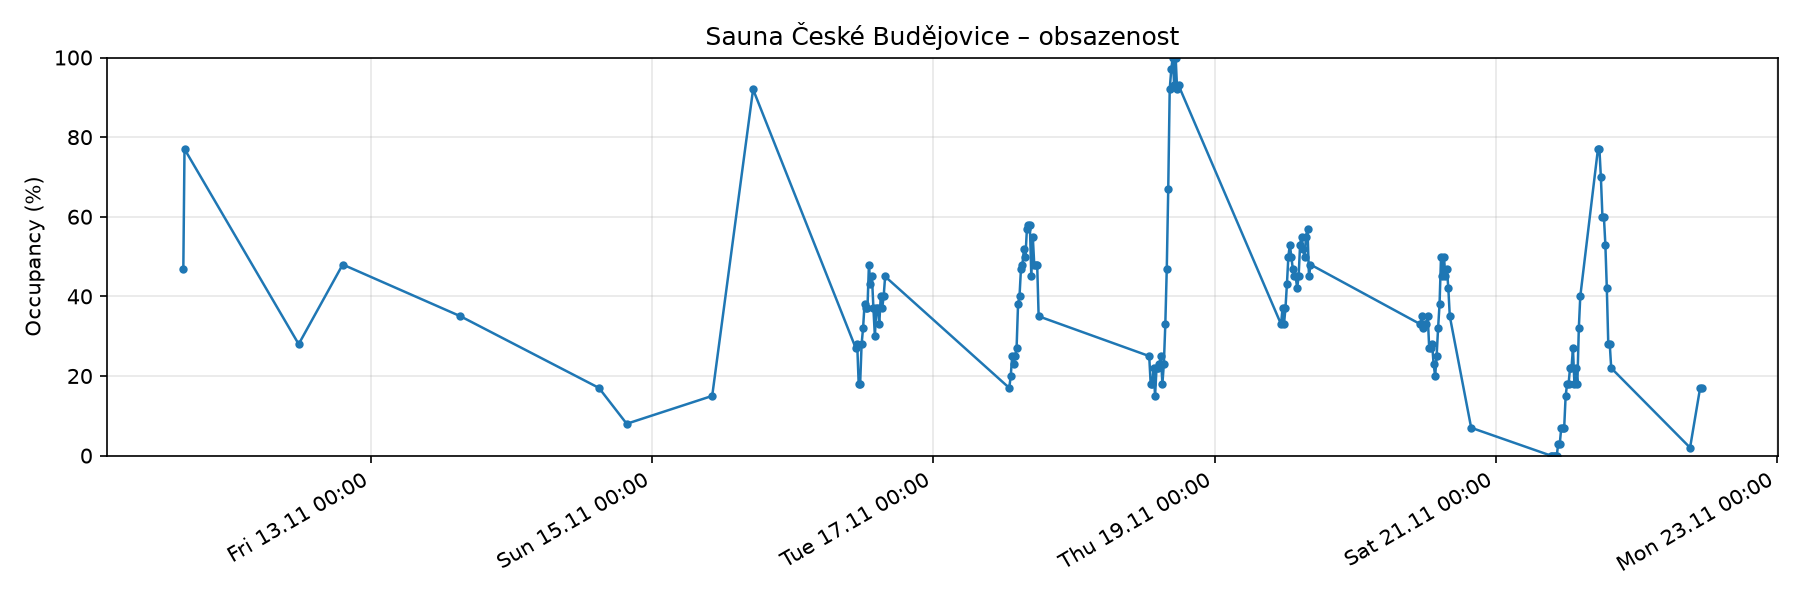 Sauna České Budějovice – obsazenost
Occupancy (%)
100
80
60
40
20
0
Fri 13.11 00:00
Sun 15.11 00:00
Tue 17.11 00:00
Thu 19.11 00:00
Sat 21.11 00:00
Mon 23.11 00:00